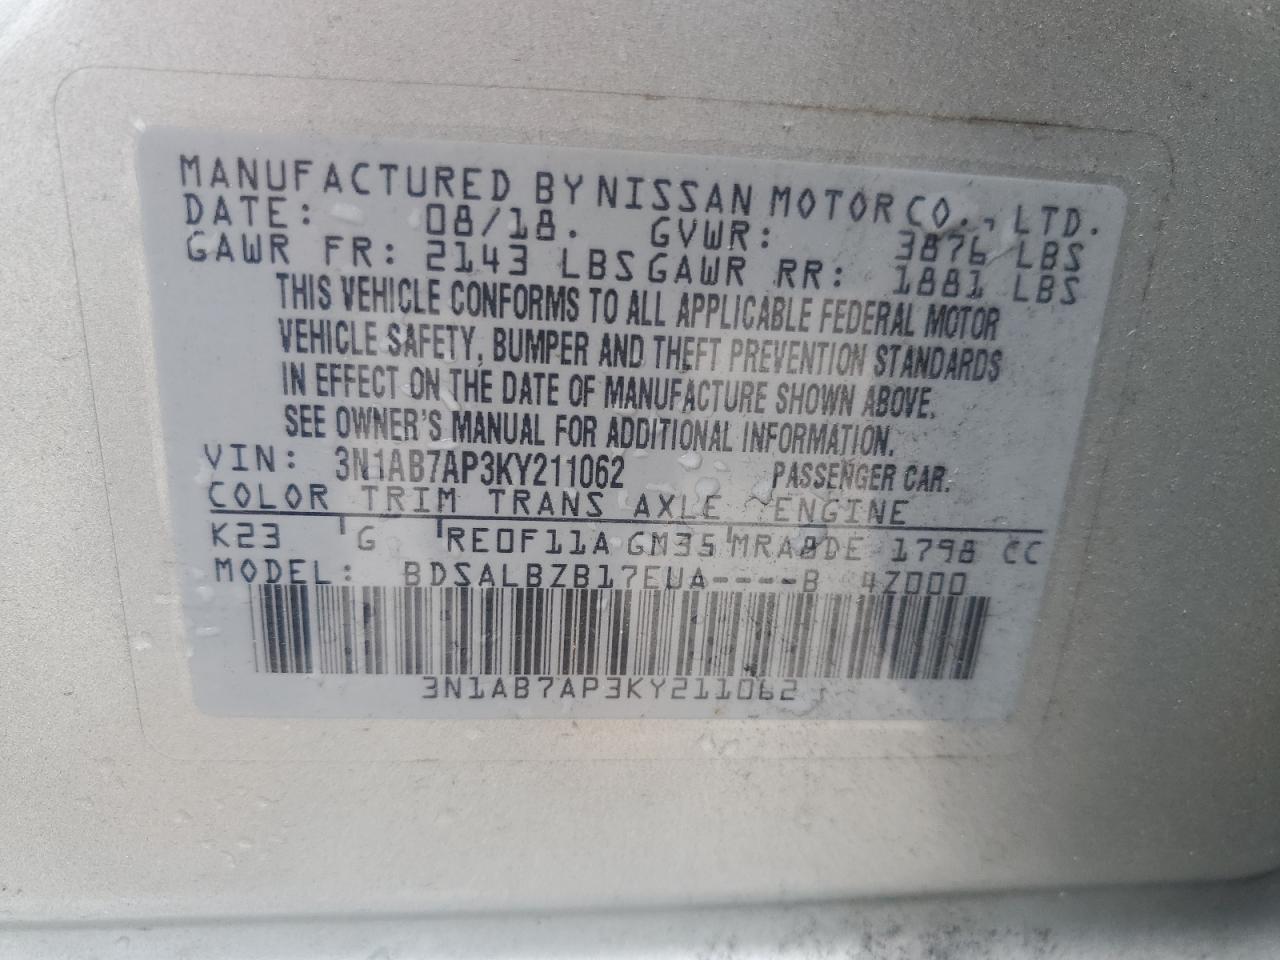 MANUFACTURED BY NISSAN MOTOR CO., LTD.
DATE: 08/18. GVWR: 3876 LBS
GAWR FR: 2143 LBS GAWR RR: 1881 LBS
THIS VEHICLE CONFORMS TO ALL APPLICABLE FEDERAL MOTOR
VEHICLE SAFETY, BUMPER AND THEFT PREVENTION STANDARDS
IN EFFECT ON THE DATE OF MANUFACTURE SHOWN ABOVE.
SEE OWNER'S MANUAL FOR ADDITIONAL INFORMATION.
VIN: 3N1AB7AP3KY211062 PASSENGER CAR.
COLOR TRIM TRANS AXLE ENGINE
K23 G RE0F11A GM35 MRA8DE 1798 CC
MODEL: BDSALBZB17EUA----B 4Z000
3N1AB7AP3KY211062